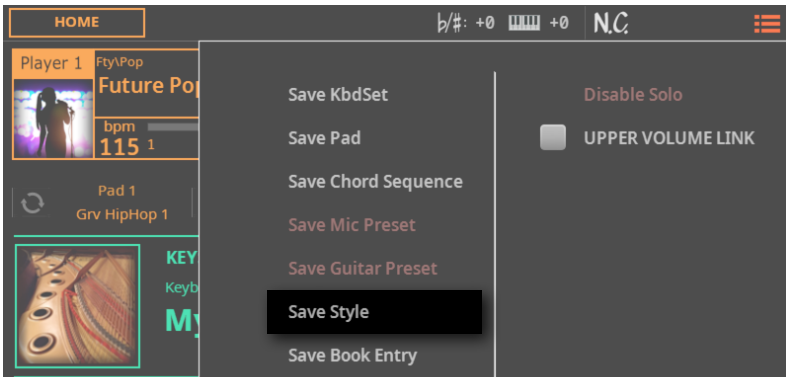 HOME
♭/#: +0
+0
N.C.
Player 1
Fty\Pop
Future Po
bpm
115 1
Pad 1
Grv HipHop 1
KEY
Keyb
My
Save KbdSet
Save Pad
Save Chord Sequence
Save Mic Preset
Save Guitar Preset
Save Style
Save Book Entry
Disable Solo
UPPER VOLUME LINK